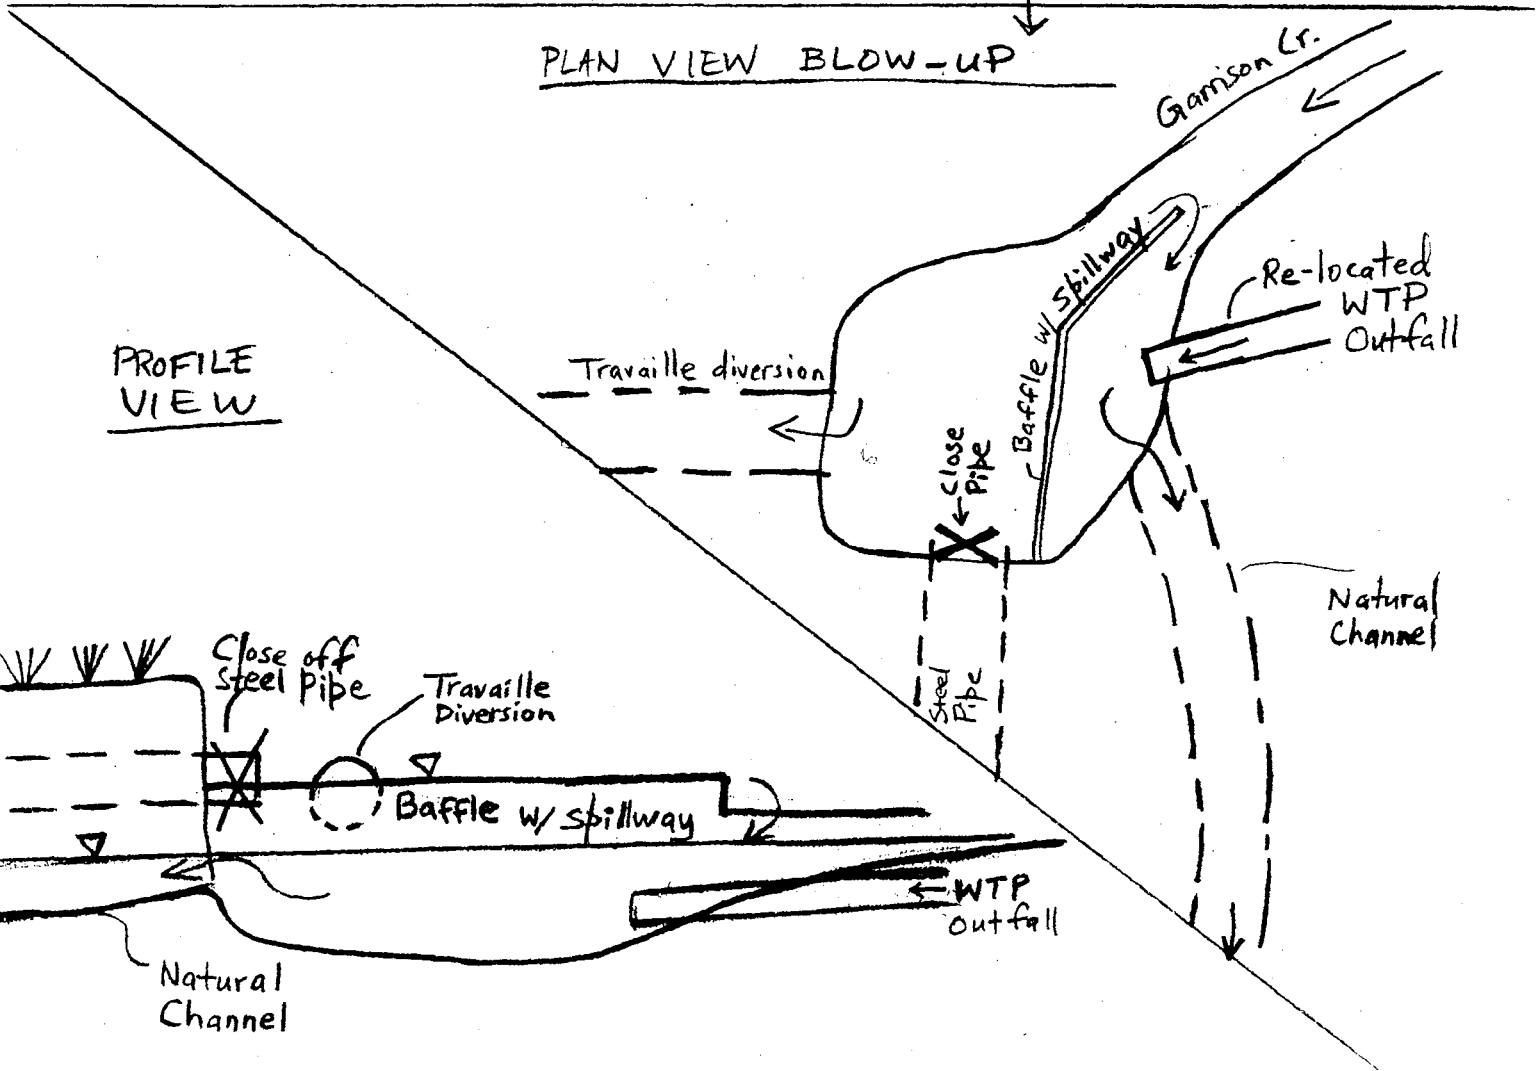 PLAN VIEW BLOW-UP
Garrison Cr.
Re-located
WTP
Outfall
Baffle w/ Spillway
Travaille diversion
Close
Pipe
Steel
Pipe
Natural
Channel
PROFILE
VIEW
Close off
Steel Pipe
Travaille
Diversion
Baffle w/ Spillway
WTP
Outfall
Natural
Channel